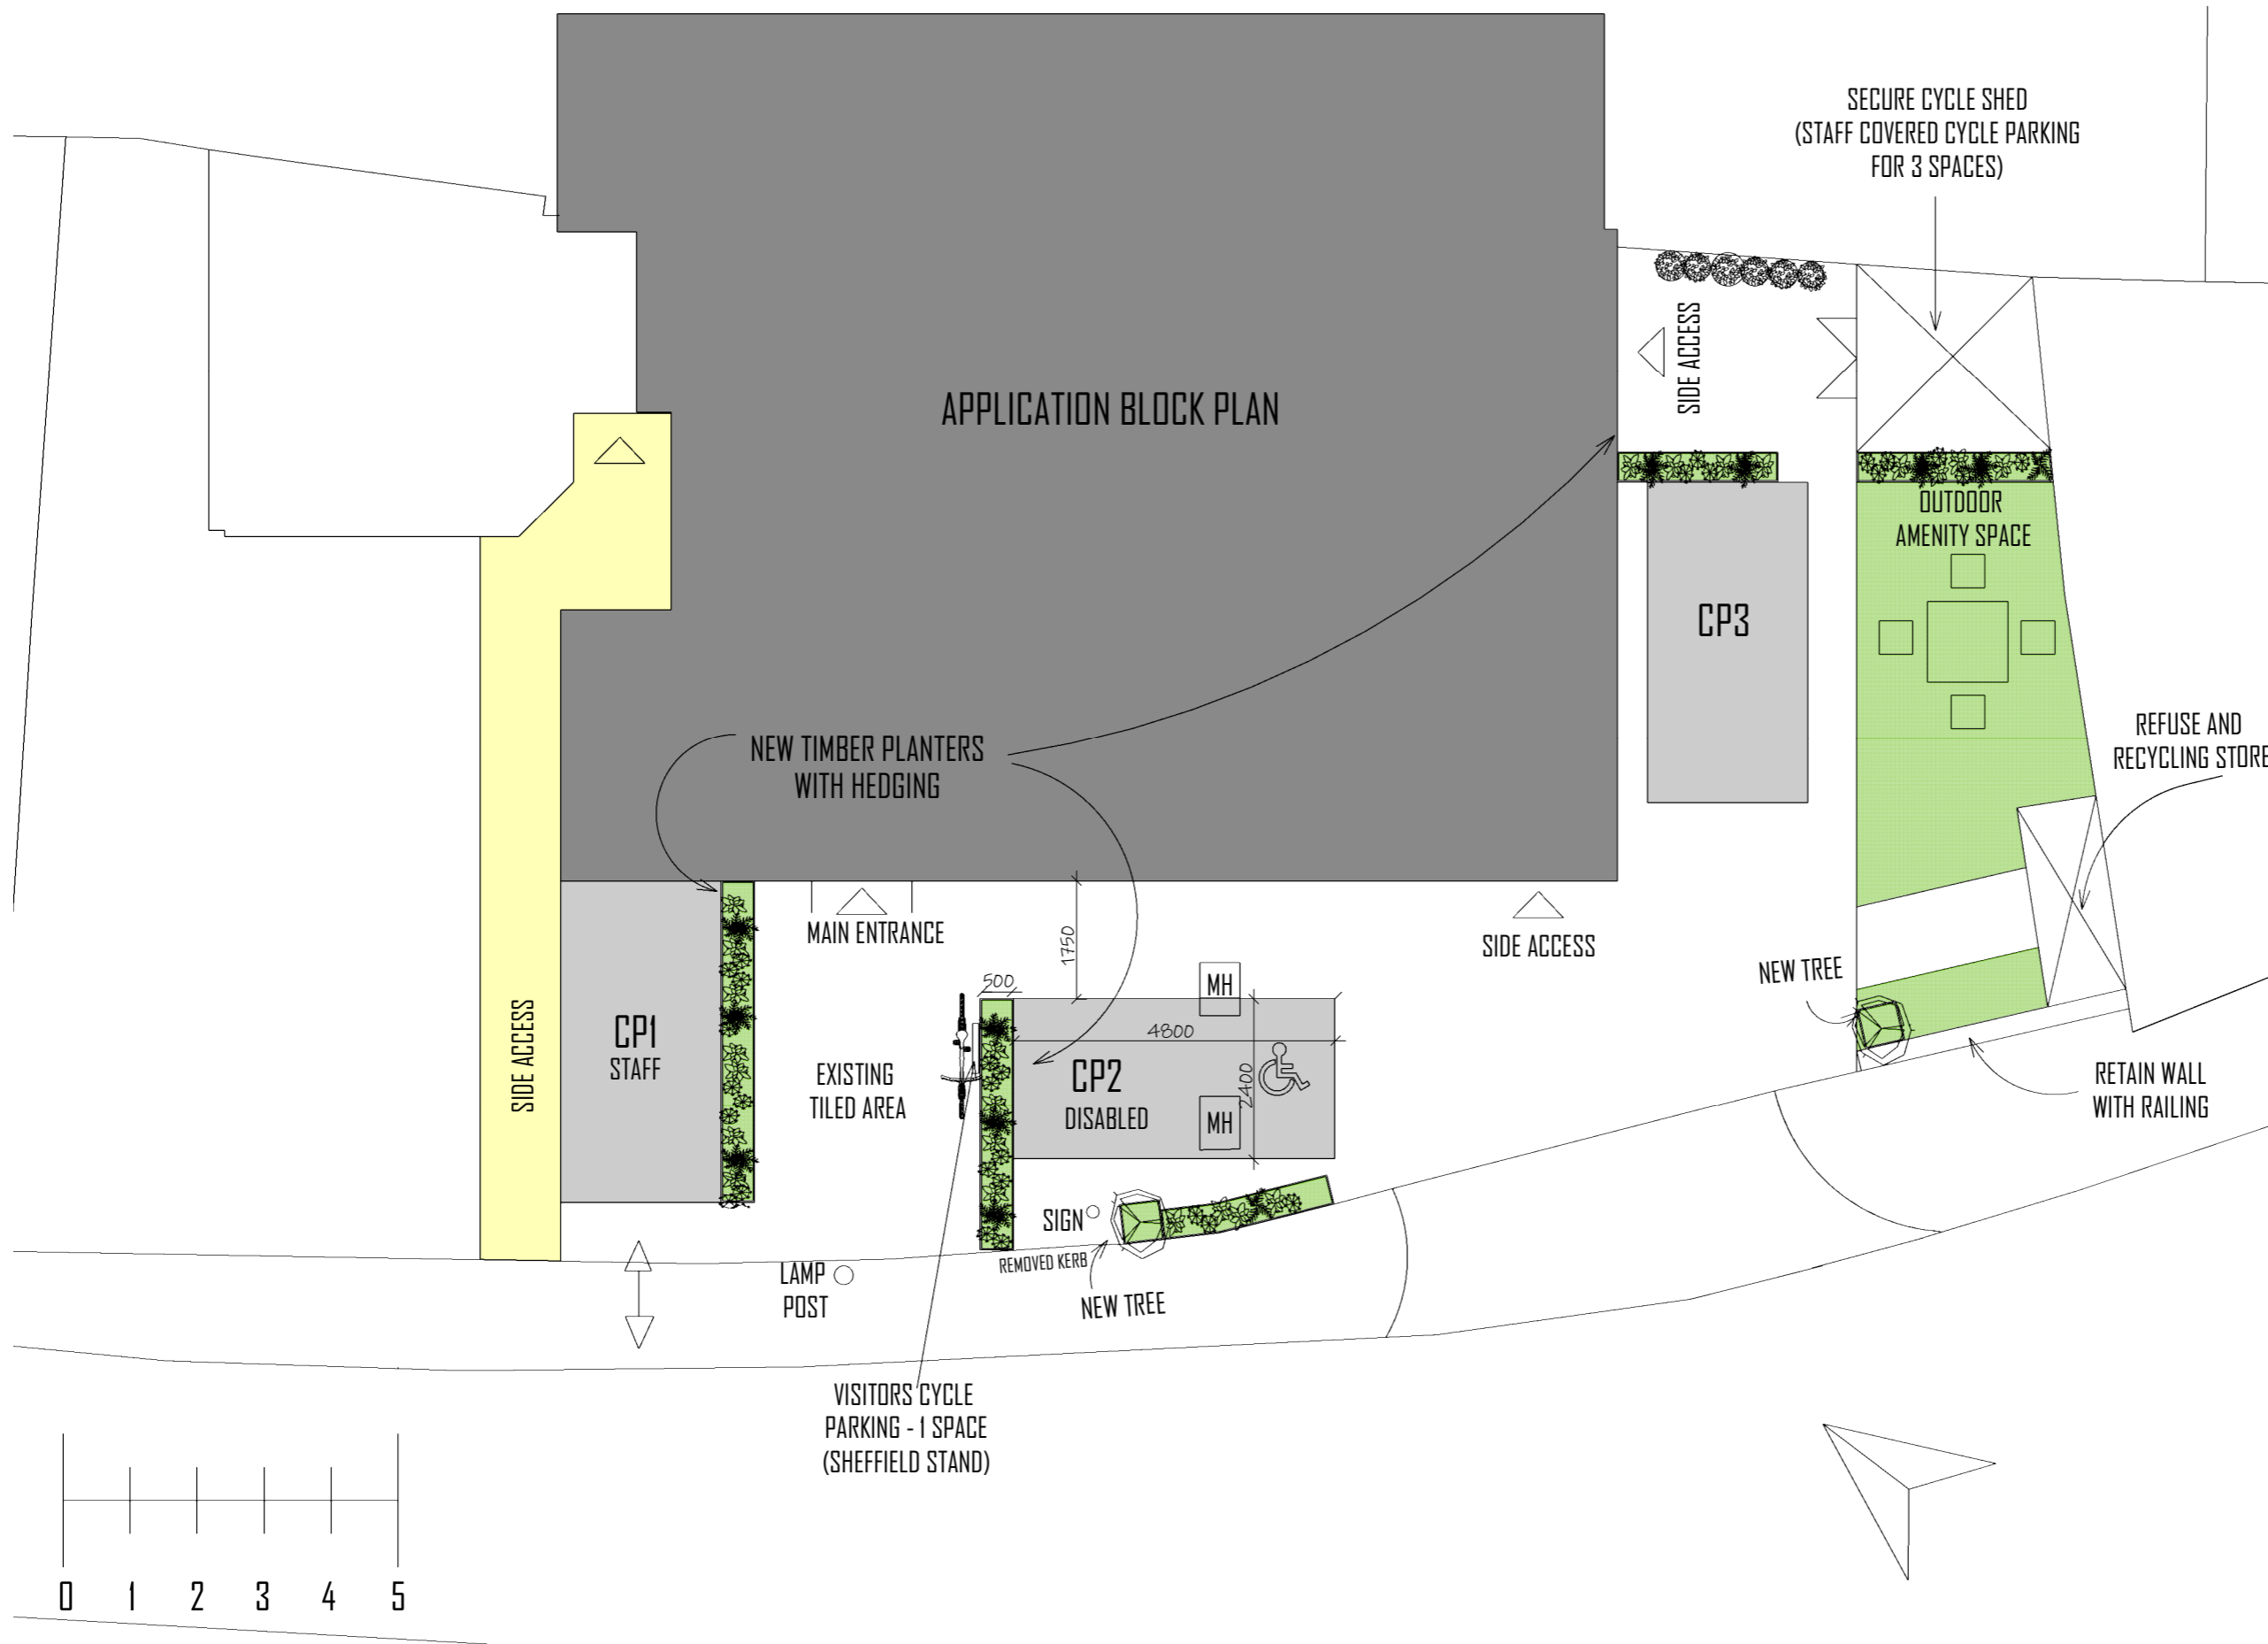 SECURE CYCLE SHED
(STAFF COVERED CYCLE PARKING
FOR 3 SPACES)
SIDE ACCESS
APPLICATION BLOCK PLAN
OUTDOOR
AMENITY SPACE
CP3
NEW TIMBER PLANTERS
WITH HEDGING
REFUSE AND
RECYCLING STORE
MAIN ENTRANCE
1750
SIDE ACCESS
NEW TREE
500
MH
SIDE ACCESS
CP1
STAFF
4800
EXISTING
TILED AREA
CP2
DISABLED
2400
MH
RETAIN WALL
WITH RAILING
SIGN
REMOVED KERB
LAMP
POST
NEW TREE
VISITORS CYCLE
PARKING - 1 SPACE
(SHEFFIELD STAND)
0 1 2 3 4 5